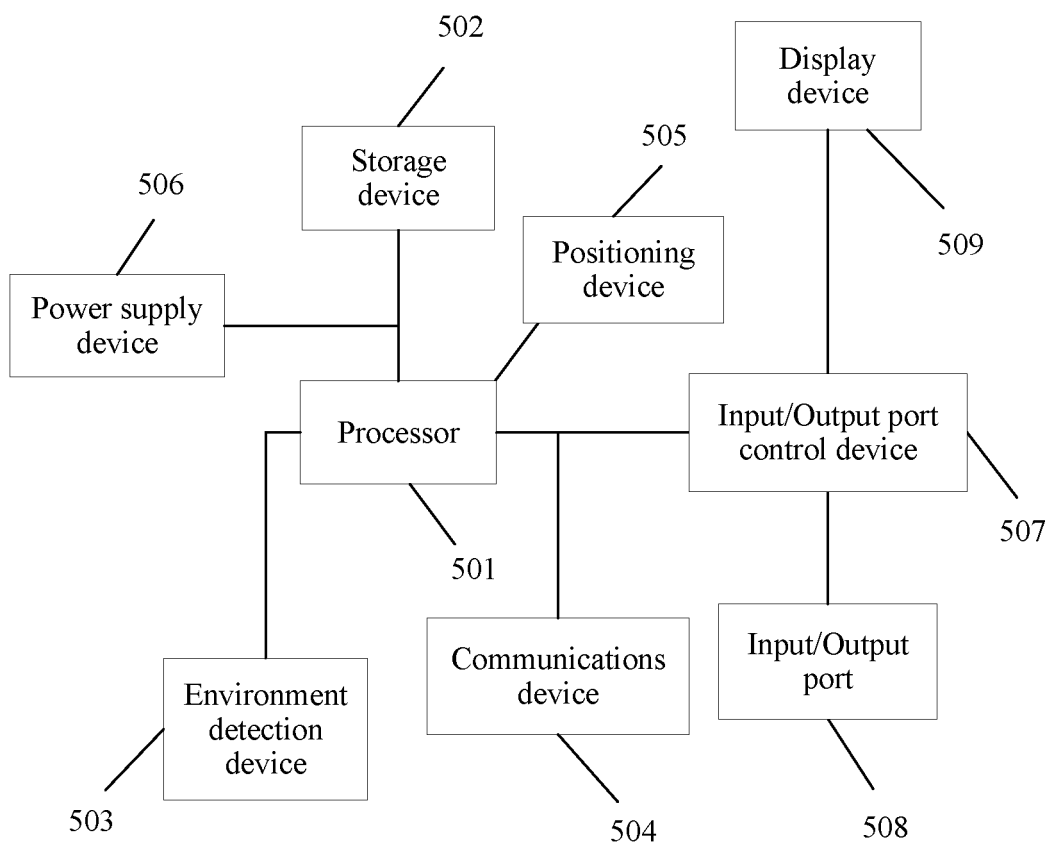 502
Display
device
505
Storage
device
506
509
Positioning
device
Power supply
device
Processor
Input/Output port
control device
507
501
Communications
device
Input/Output
port
Environment
detection
device
503
504
508